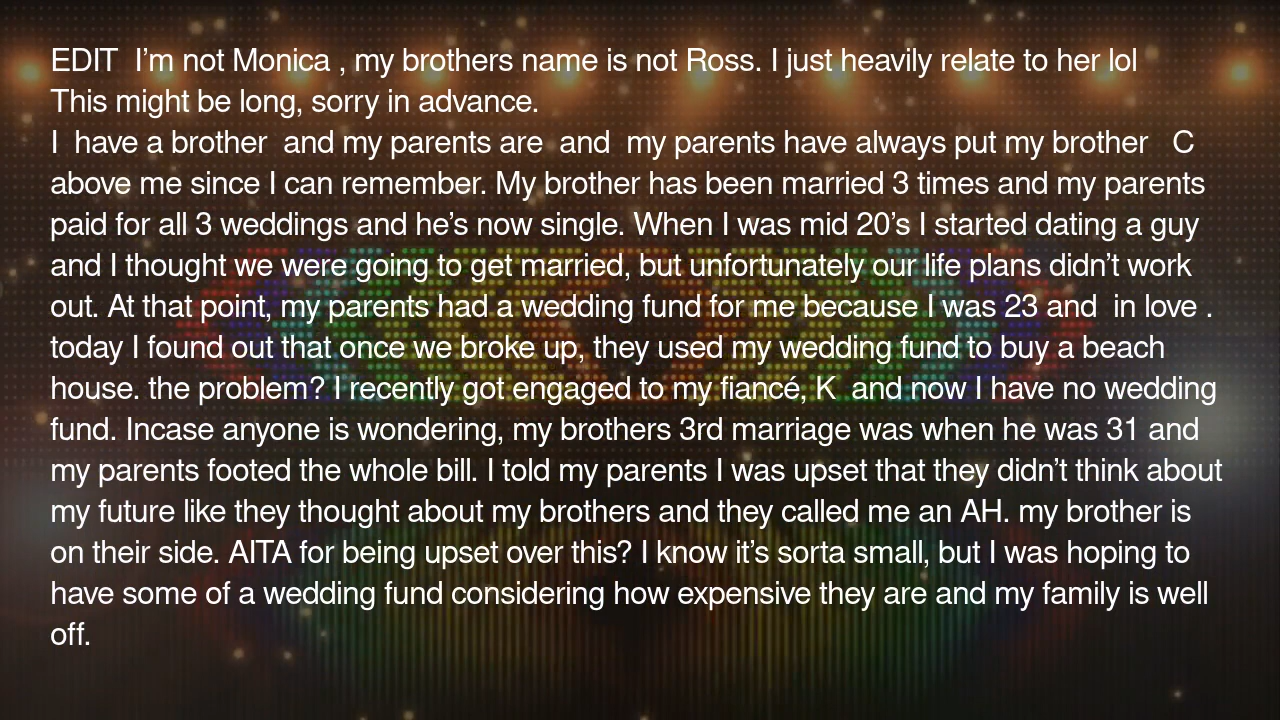 EDIT  I'm not Monica , my brothers name is not Ross. I just heavily relate to her lol
This might be long, sorry in advance.
I  have a brother  and my parents are  and  my parents have always put my brother   C
above me since I can remember. My brother has been married 3 times and my parents
paid for all 3 weddings and he's now single. When I was mid 20's I started dating a guy
and I thought we were going to get married, but unfortunately our life plans didn't work
out. At that point, my parents had a wedding fund for me because I was 23 and  in love .
today I found out that once we broke up, they used my wedding fund to buy a beach
house. the problem? I recently got engaged to my fiancé, K  and now I have no wedding
fund. Incase anyone is wondering, my brothers 3rd marriage was when he was 31 and
my parents footed the whole bill. I told my parents I was upset that they didn't think about
my future like they thought about my brothers and they called me an AH. my brother is
on their side. AITA for being upset over this? I know it's sorta small, but I was hoping to
have some of a wedding fund considering how expensive they are and my family is well
off.